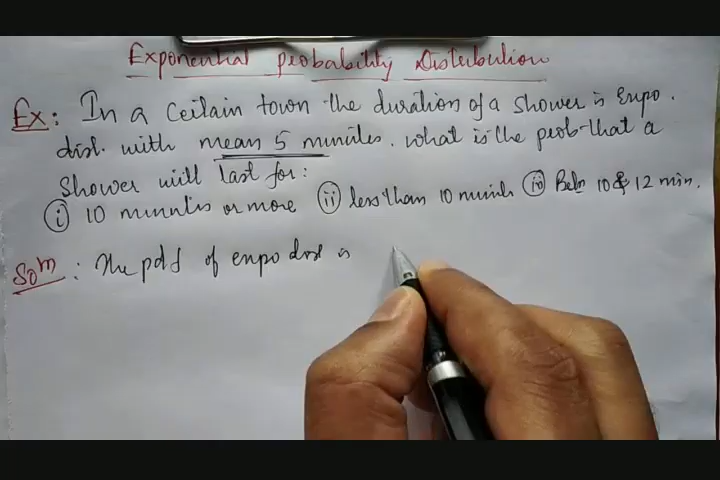 Exponential probability Distribution
Ex: In a certain town the duration of a shower is Expo.
dist. with mean 5 minutes. what is the prob that a
shower will last for:
(i) 10 minutes or more (ii) less than 10 minuts (iii) Betn 10 & 12 min.
Soln: The pdf of expo dist is